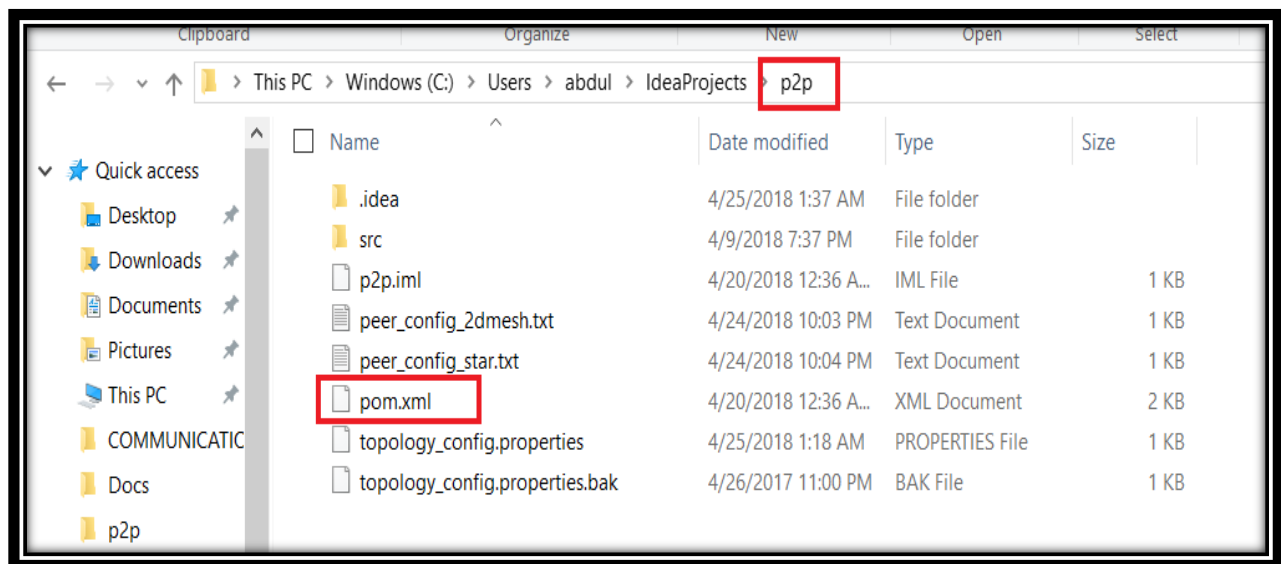 Clipboard Organize New Open Select
This PC > Windows (C:) > Users > abdul > IdeaProjects > p2p
Name Date modified Type Size
Quick access
Desktop
Downloads
Documents
Pictures
This PC
COMMUNICATIC
Docs
p2p
.idea 4/25/2018 1:37 AM File folder
src 4/9/2018 7:37 PM File folder
p2p.iml 4/20/2018 12:36 A... IML File 1 KB
peer_config_2dmesh.txt 4/24/2018 10:03 PM Text Document 1 KB
peer_config_star.txt 4/24/2018 10:04 PM Text Document 1 KB
pom.xml 4/20/2018 12:36 A... XML Document 2 KB
topology_config.properties 4/25/2018 1:18 AM PROPERTIES File 1 KB
topology_config.properties.bak 4/26/2017 11:00 PM BAK File 1 KB